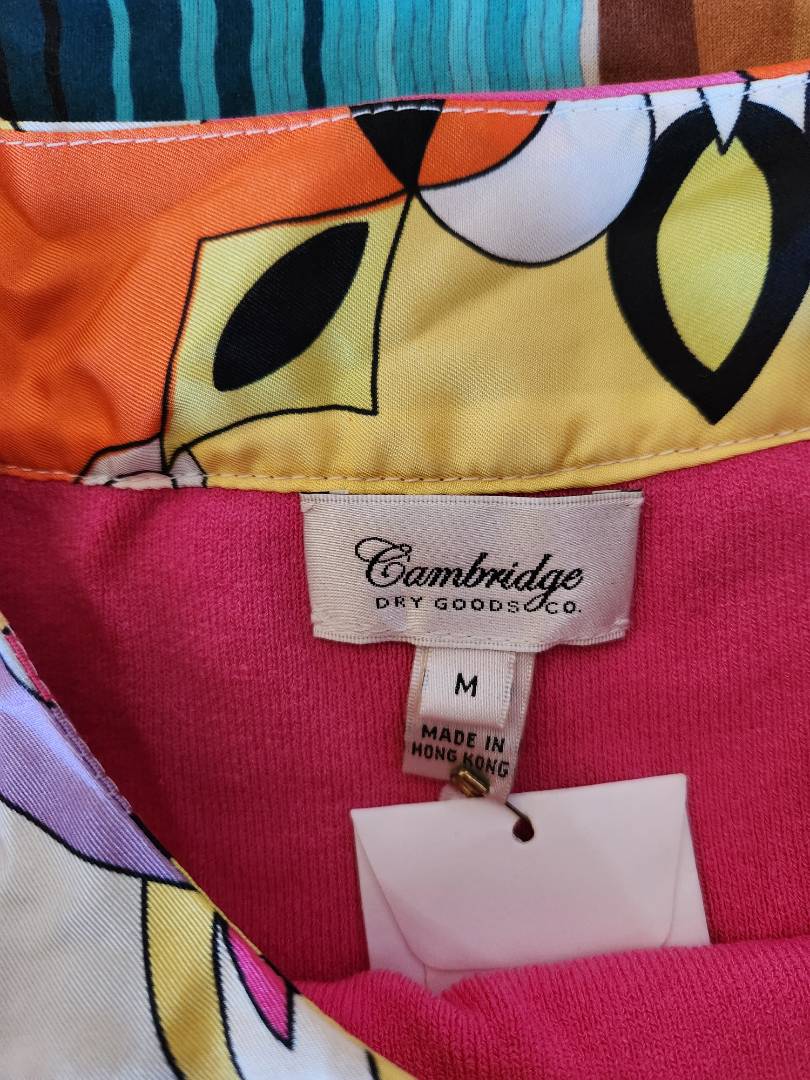 Cambridge
DRY GOODS CO.
M
MADE IN
HONG KONG